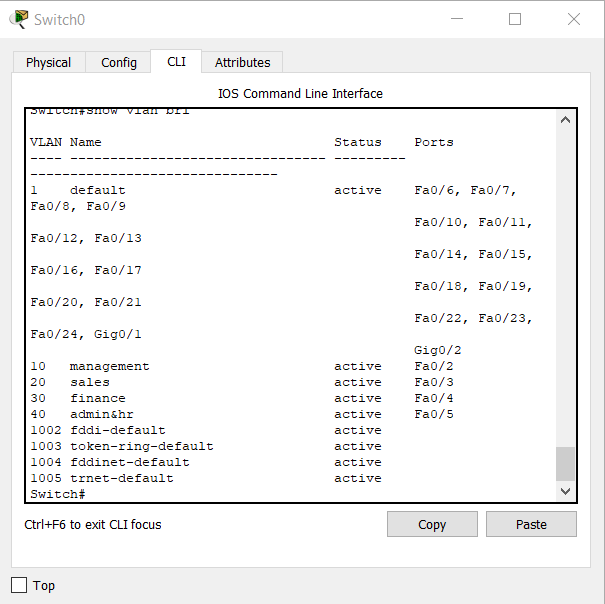 Switch0
Physical Config CLI Attributes
IOS Command Line Interface
Switch#show vlan bri
VLAN Name                             Status    Ports
---- -------------------------------- ---------
-------------------------------
1    default                          active    Fa0/6, Fa0/7,
Fa0/8, Fa0/9
                                                Fa0/10, Fa0/11,
Fa0/12, Fa0/13
                                                Fa0/14, Fa0/15,
Fa0/16, Fa0/17
                                                Fa0/18, Fa0/19,
Fa0/20, Fa0/21
                                                Fa0/22, Fa0/23,
Fa0/24, Gig0/1
                                                Gig0/2
10   management                       active    Fa0/2
20   sales                            active    Fa0/3
30   finance                          active    Fa0/4
40   admin&hr                         active    Fa0/5
1002 fddi-default                     active
1003 token-ring-default               active
1004 fddinet-default                  active
1005 trnet-default                    active
Switch#
Ctrl+F6 to exit CLI focus
Copy Paste
Top